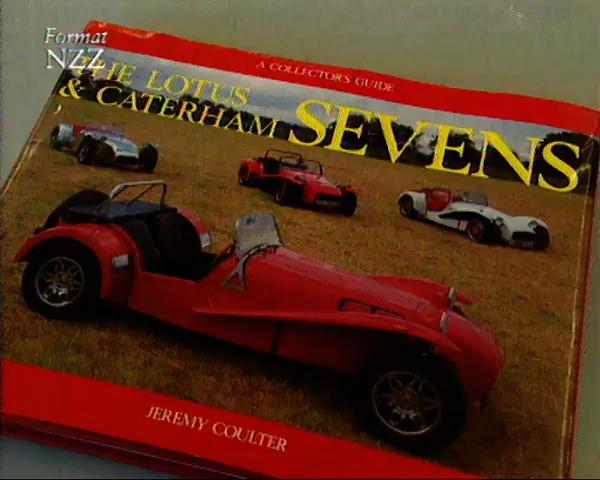 Format
NZZ
A COLLECTOR'S GUIDE
THE LOTUS
& CATERHAM SEVENS
JEREMY COULTER